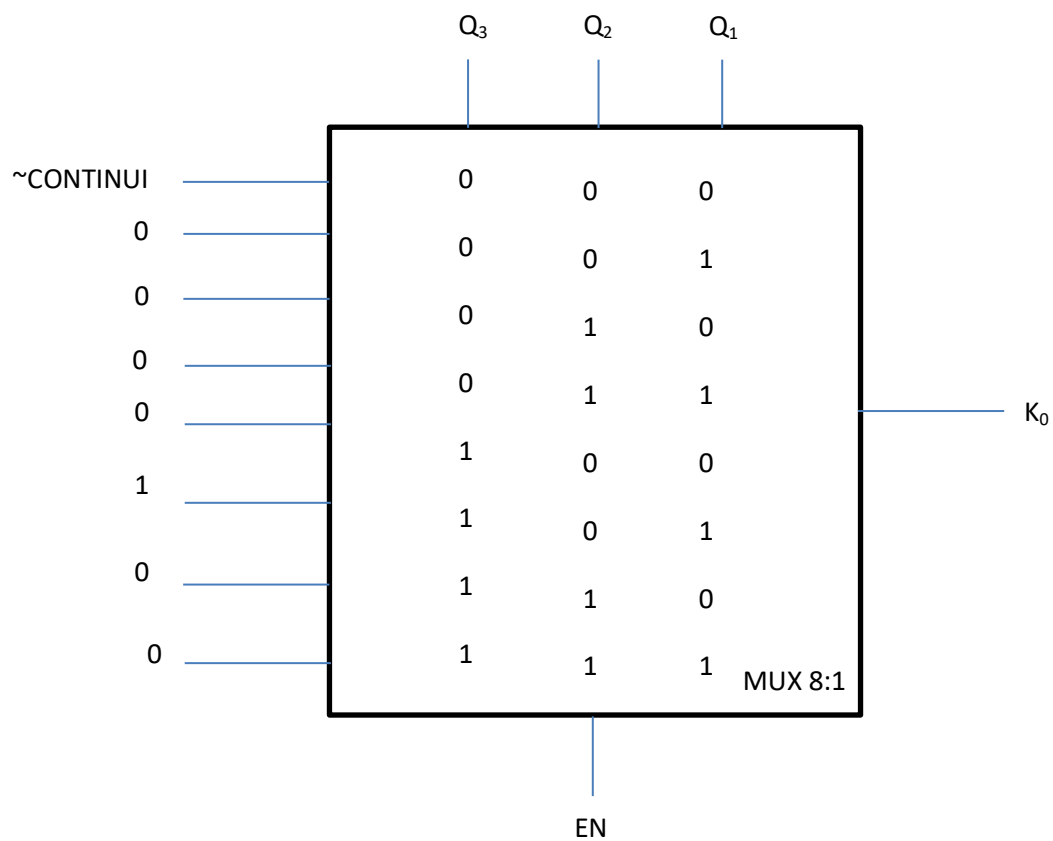 Q₃ Q₂ Q₁
~CONTINUI 0 0 0
0 0 0 1
0 0 1 0
0 0 1 1
0 1 0 0
1 1 0 1
0 1 1 0
0 1 1 1
K₀
MUX 8:1
EN